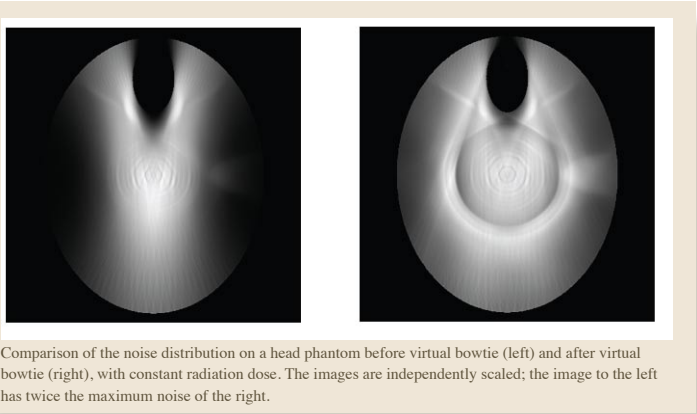 Comparison of the noise distribution on a head phantom before virtual bowtie (left) and after virtual
bowtie (right), with constant radiation dose. The images are independently scaled; the image to the left
has twice the maximum noise of the right.